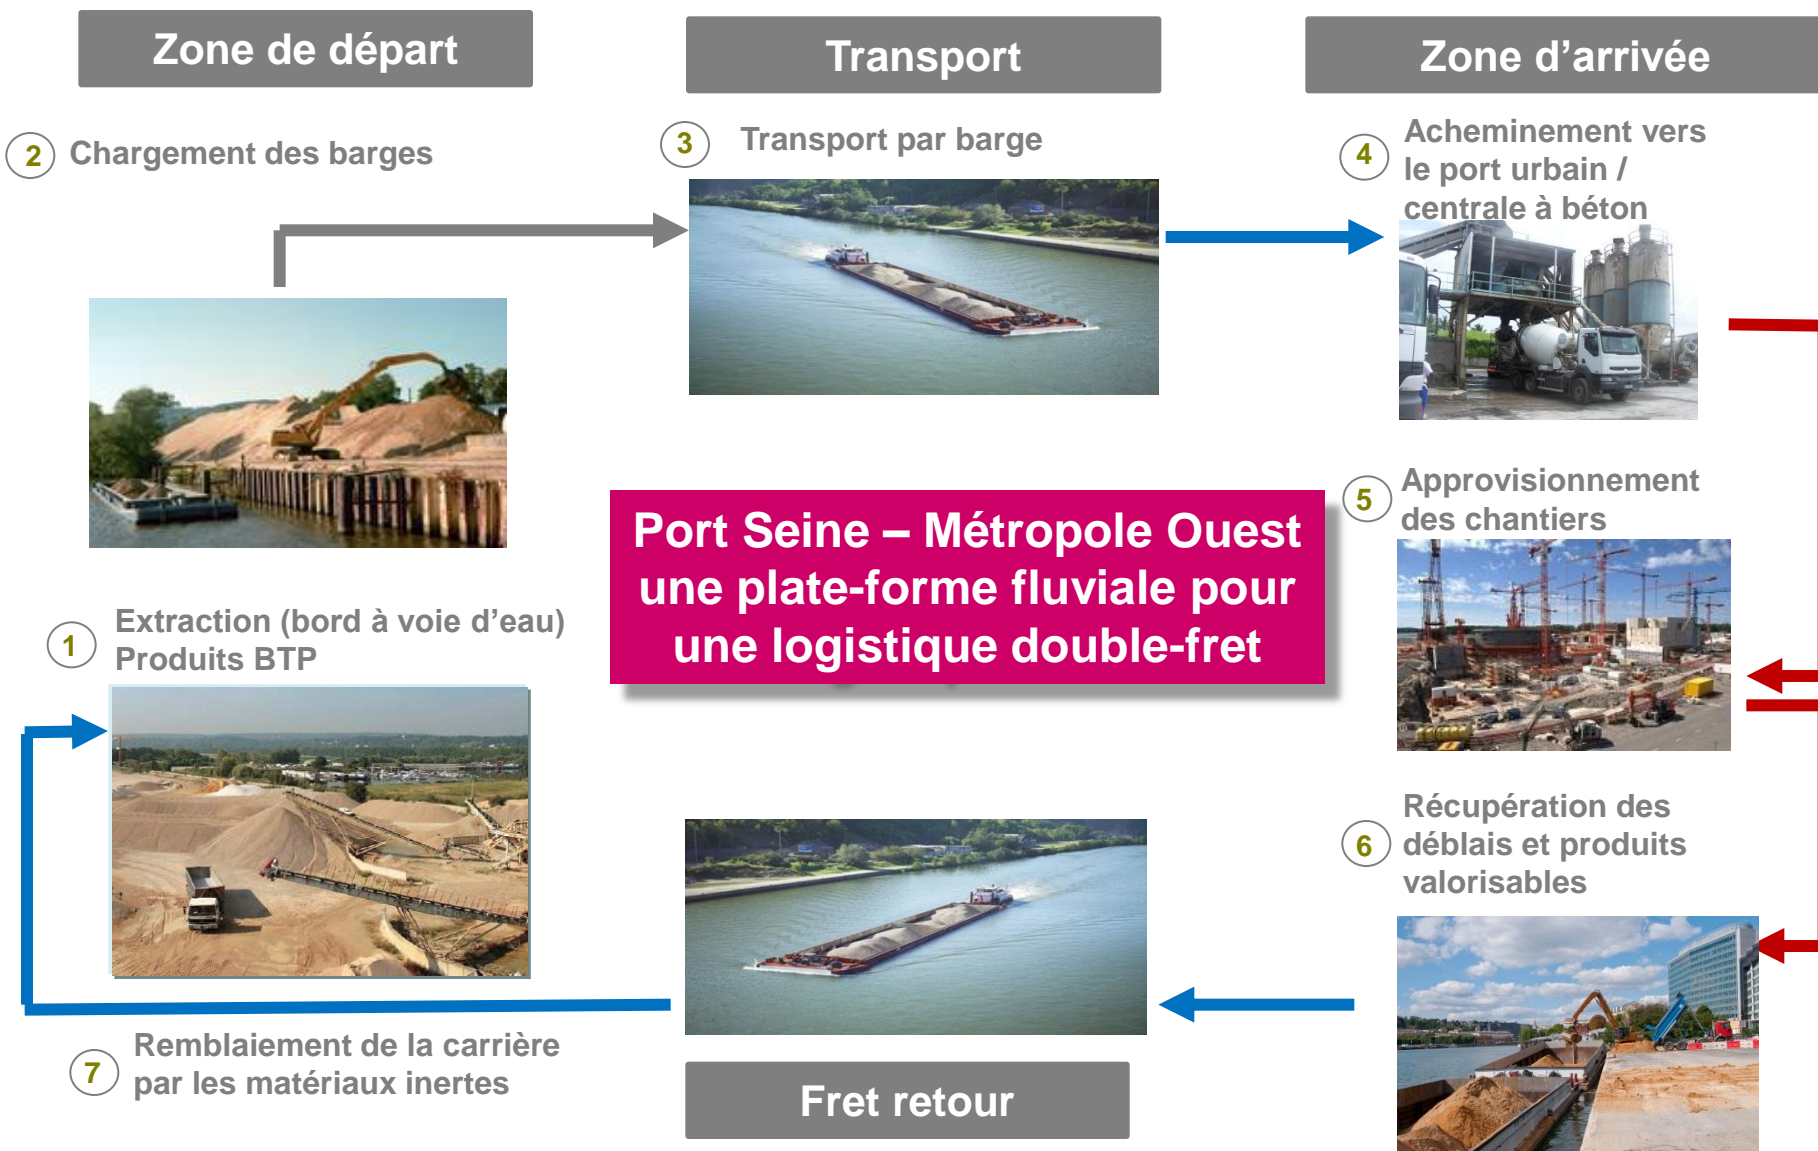 Zone de départ
Transport
Zone d’arrivée
2
Chargement des barges
3
Transport par barge
4
Acheminement vers
le port urbain /
centrale à béton
Port Seine – Métropole Ouest
une plate-forme fluviale pour
une logistique double-fret
5
Approvisionnement
des chantiers
1
Extraction (bord à voie d’eau)
Produits BTP
6
Récupération des
déblais et produits
valorisables
7
Remblaiement de la carrière
par les matériaux inertes
Fret retour